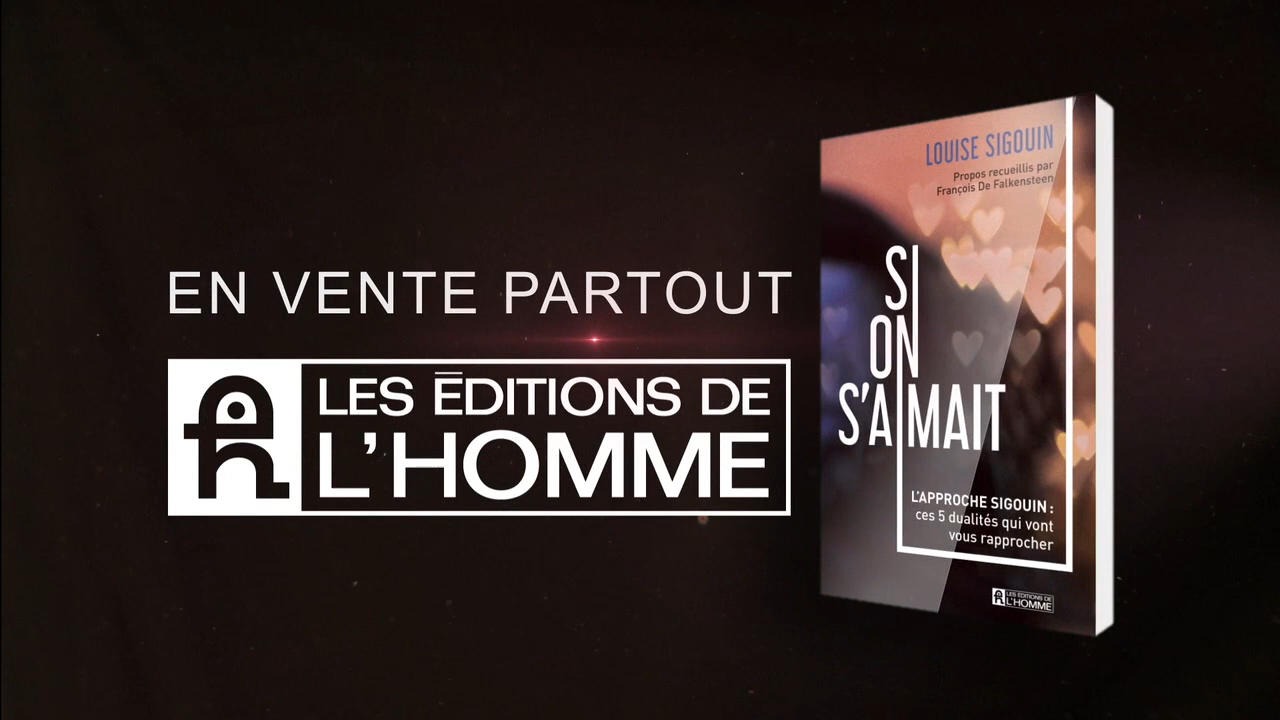 EN VENTE PARTOUT
LES ÉDITIONS DE
L'HOMME
LOUISE SIGOUIN
Propos recueillis par
François De Falkensteen
SI
ON
S'AIMAIT
L'APPROCHE SIGOUIN :
ces 5 dualités qui vont
vous rapprocher
LES ÉDITIONS DE
L'HOMME